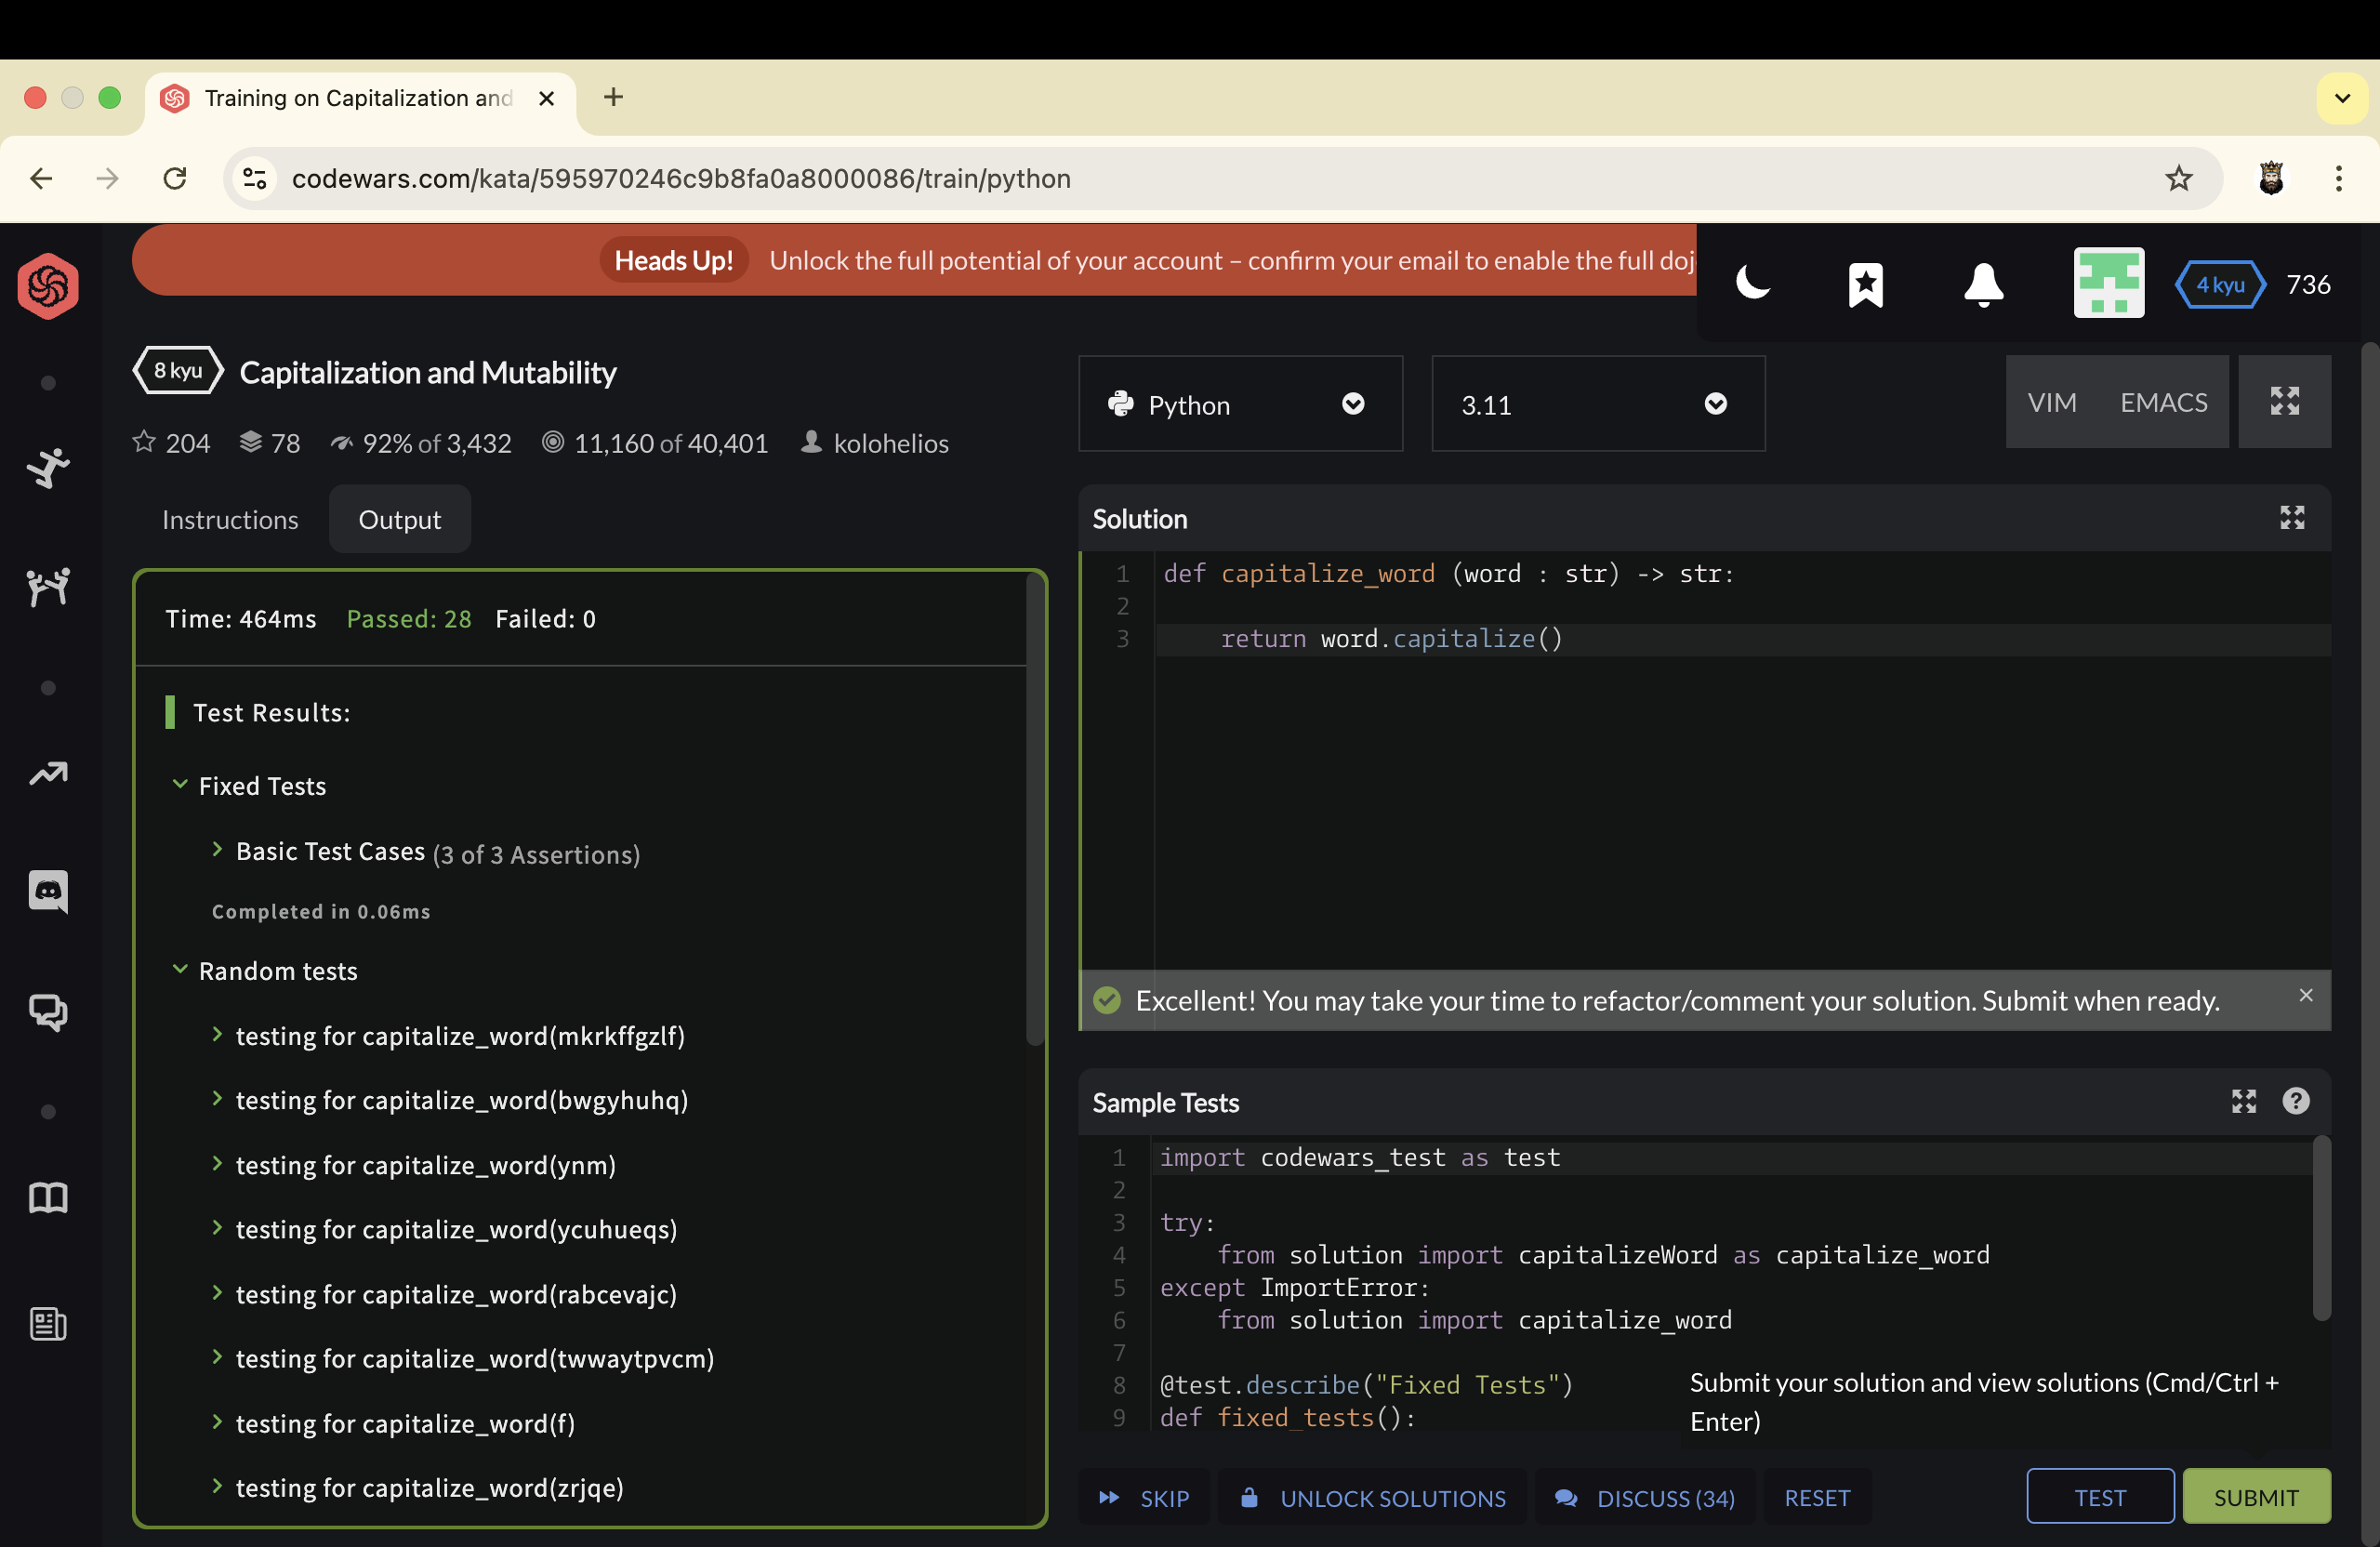 Training on Capitalization and
codewars.com/kata/595970246c9b8fa0a8000086/train/python
Heads Up! Unlock the full potential of your account – confirm your email to enable the full doj
4 kyu 736
8 kyu Capitalization and Mutability
204 78 92% of 3,432 11,160 of 40,401 kolohelios
Instructions Output
Time: 464ms Passed: 28 Failed: 0
Test Results:
Fixed Tests
Basic Test Cases (3 of 3 Assertions)
Completed in 0.06ms
Random tests
testing for capitalize_word(mkrkffgzlf)
testing for capitalize_word(bwgyhuhq)
testing for capitalize_word(ynm)
testing for capitalize_word(ycuhueqs)
testing for capitalize_word(rabcevajc)
testing for capitalize_word(twwaytpvcm)
testing for capitalize_word(f)
testing for capitalize_word(zrjqe)
Python 3.11 VIM EMACS
Solution
1 def capitalize_word (word : str) -> str:
2
3 return word.capitalize()
Excellent! You may take your time to refactor/comment your solution. Submit when ready.
Sample Tests
1 import codewars_test as test
2
3 try:
4 from solution import capitalizeWord as capitalize_word
5 except ImportError:
6 from solution import capitalize_word
7
8 @test.describe("Fixed Tests")
9 def fixed_tests():
Submit your solution and view solutions (Cmd/Ctrl +
Enter)
SKIP UNLOCK SOLUTIONS DISCUSS (34) RESET TEST SUBMIT